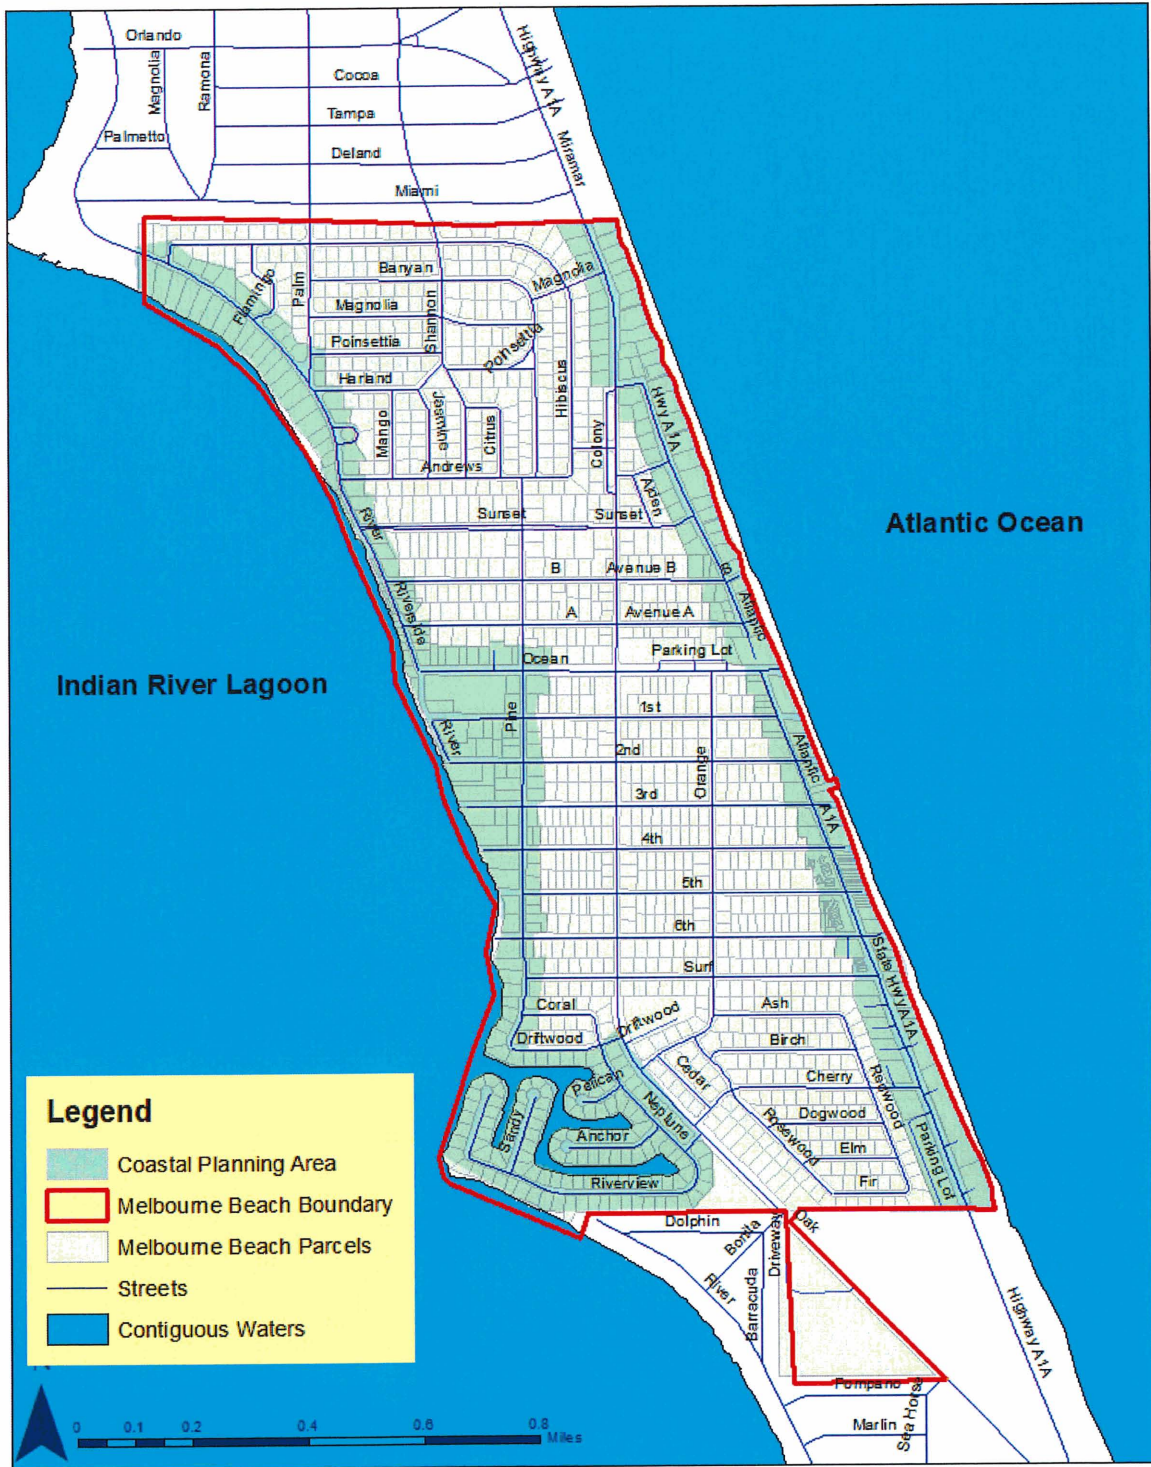 Orlando
Highway A1A
Magnolia
Ramona
Cocoa
Tampa
Palmetto
Deland
Miramar
Miami
Banyan
Magnolia
Flamingo
Palm
Magnolia
Shannon
Poinsettia
Poinsettia
Harland
Hibiscus
Hwy A1A
Mango
Jasmine
Citrus
Colony
Andrews
Alden
River
Sunset
Sunset
Atlantic Ocean
B
Avenue B
B
Riverside
A
Avenue A
Atlantic
Ocean
Parking Lot
Indian River Lagoon
1st
Pine
River
2nd
Orange
Atlantic
3rd
A1A
4th
5th
6th
State Hwy A1A
Surf
Coral
Driftwood
Ash
Driftwood
Birch
Cedar
Pelican
Cherry
Redwood
Neptune
Sandy
Anchor
Rosewood
Dogwood
Parking Lot
Elm
Riverview
Fir
Legend
Coastal Planning Area
Melbourne Beach Boundary
Melbourne Beach Parcels
Streets
Contiguous Waters
Dolphin
Bonita
Driveway
Oak
River
Barracuda
Highway A1A
Pompano
Marlin
Sea Horse
0 0.1 0.2 0.4 0.6 0.8
Miles